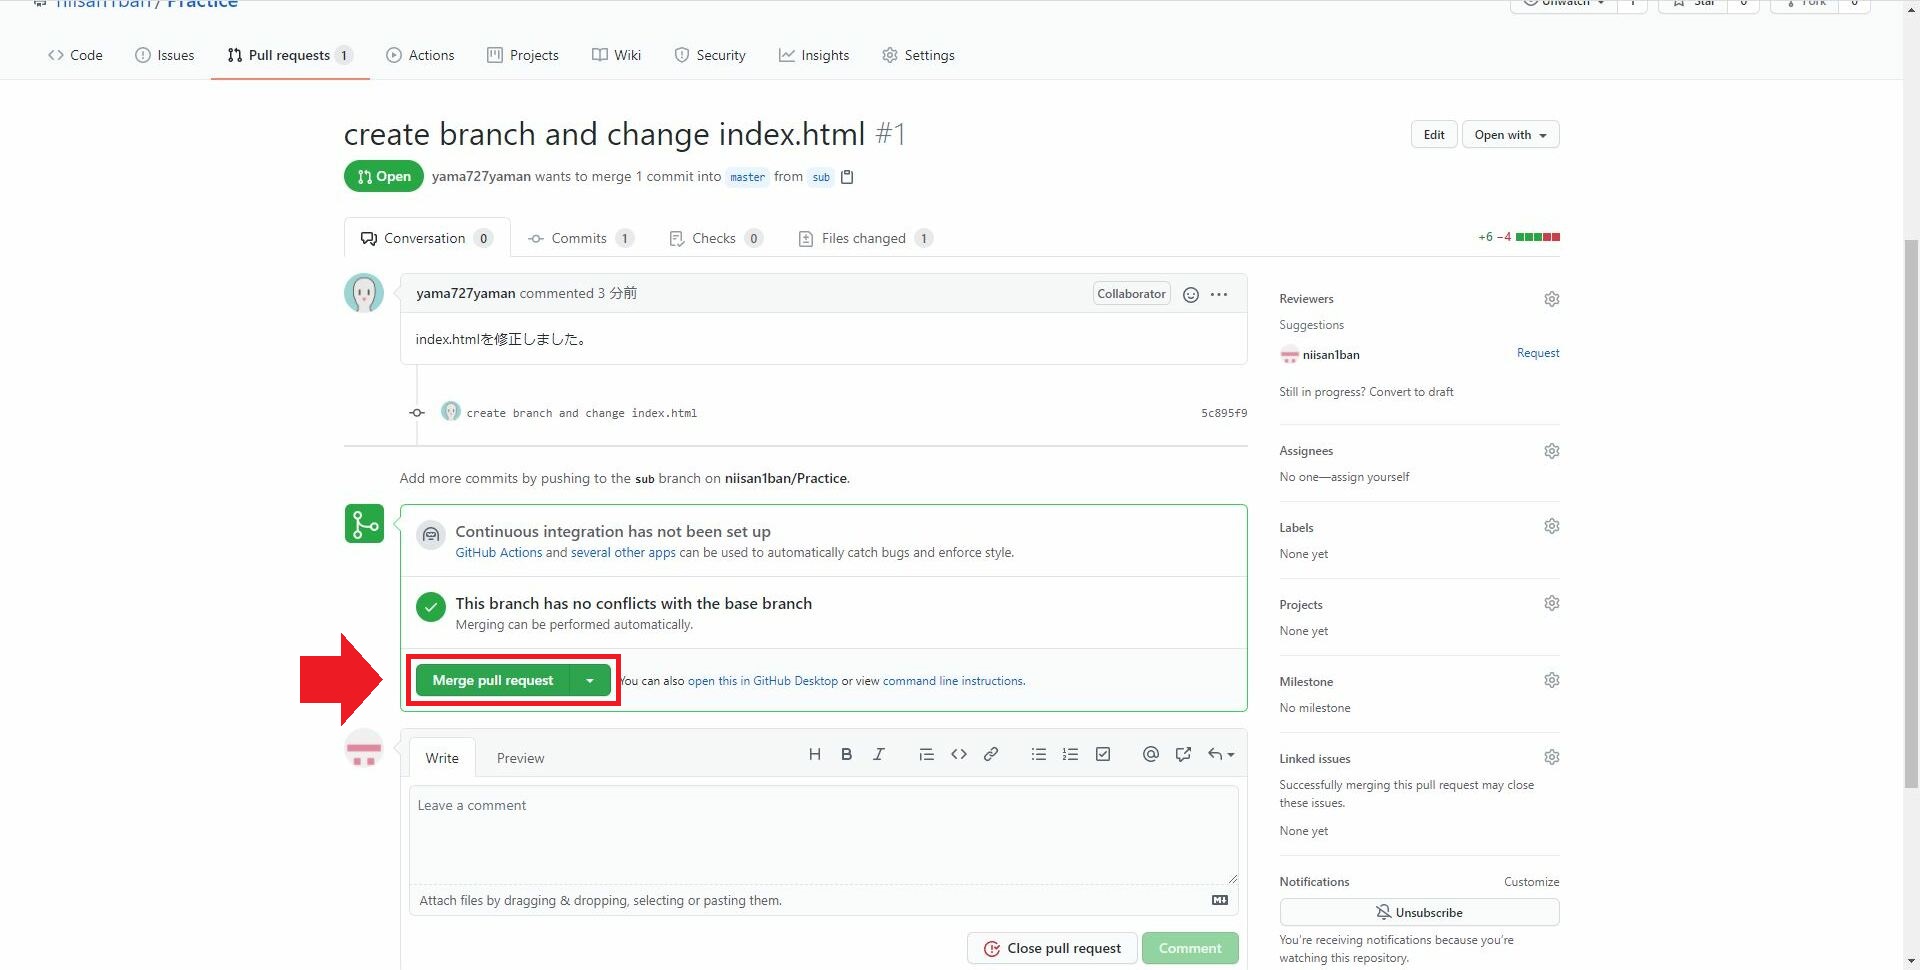 niisan1ban / Practice
Unwatch 1 Star 0 Fork 0
Code Issues Pull requests 1 Actions Projects Wiki Security Insights Settings
create branch and change index.html #1
Edit Open with
Open yama727yaman wants to merge 1 commit into master from sub
Conversation 0 Commits 1 Checks 0 Files changed 1
+6 −4
yama727yaman commented 3 分前
Collaborator
index.htmlを修正しました。
create branch and change index.html
5c895f9
Add more commits by pushing to the sub branch on niisan1ban/Practice.
Continuous integration has not been set up
GitHub Actions and several other apps can be used to automatically catch bugs and enforce style.
This branch has no conflicts with the base branch
Merging can be performed automatically.
Merge pull request
You can also open this in GitHub Desktop or view command line instructions.
Write Preview
H B I
Leave a comment
Attach files by dragging & dropping, selecting or pasting them.
Close pull request Comment
Reviewers
Suggestions
niisan1ban Request
Still in progress? Convert to draft
Assignees
No one—assign yourself
Labels
None yet
Projects
None yet
Milestone
No milestone
Linked issues
Successfully merging this pull request may close
these issues.
None yet
Notifications Customize
Unsubscribe
You're receiving notifications because you're
watching this repository.